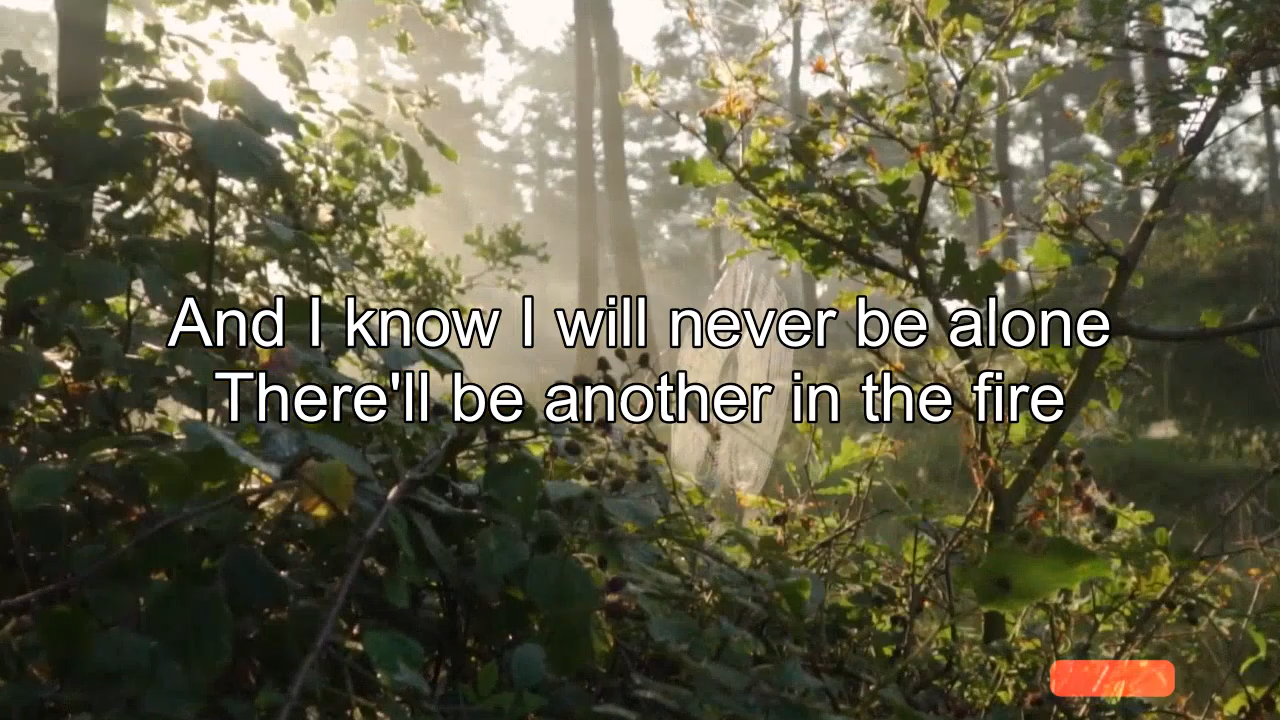 And I know I will never be alone
There'll be another in the fire